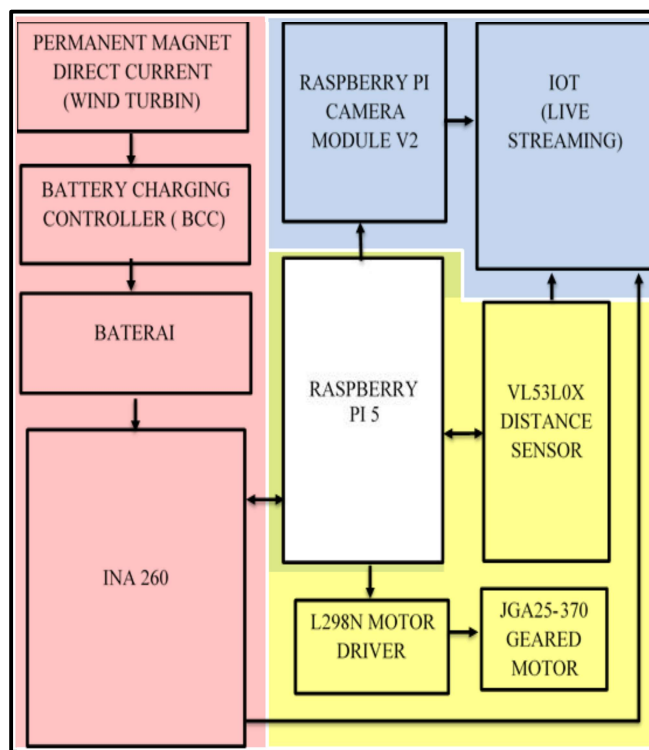 PERMANENT MAGNET
DIRECT CURRENT
(WIND TURBIN)
BATTERY CHARGING
CONTROLLER ( BCC)
BATERAI
INA 260
RASPBERRY PI
CAMERA
MODULE V2
IOT
(LIVE
STREAMING)
RASPBERRY
PI 5
VL53L0X
DISTANCE
SENSOR
L298N MOTOR
DRIVER
JGA25-370
GEARED
MOTOR